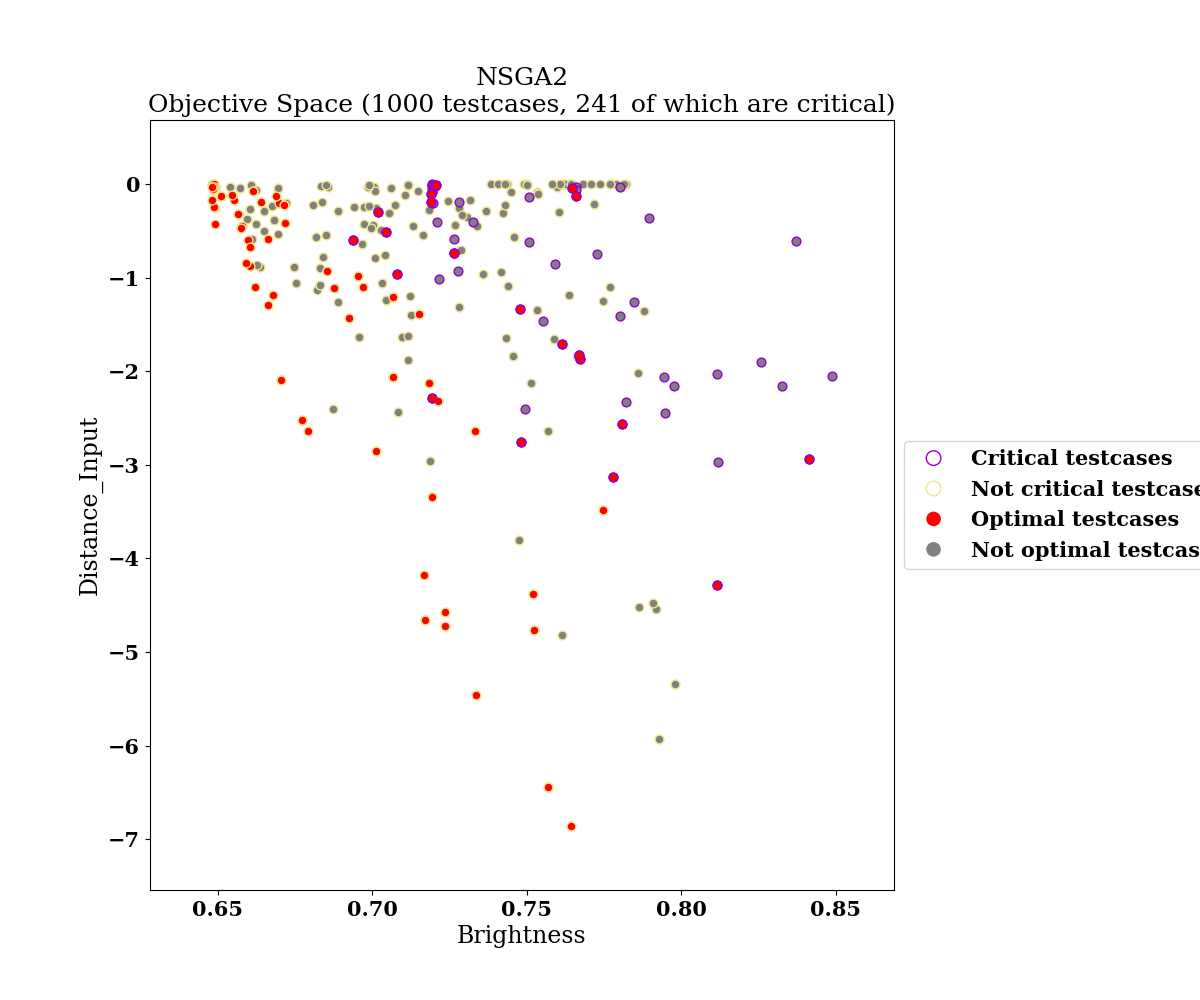 NSGA2
Objective Space (1000 testcases, 241 of which are critical)
0
−1
−2
−3
−4
−5
−6
−7
Distance_Input
0.65 0.70 0.75 0.80 0.85
Brightness
Critical testcases
Not critical testcase
Optimal testcases
Not optimal testcas